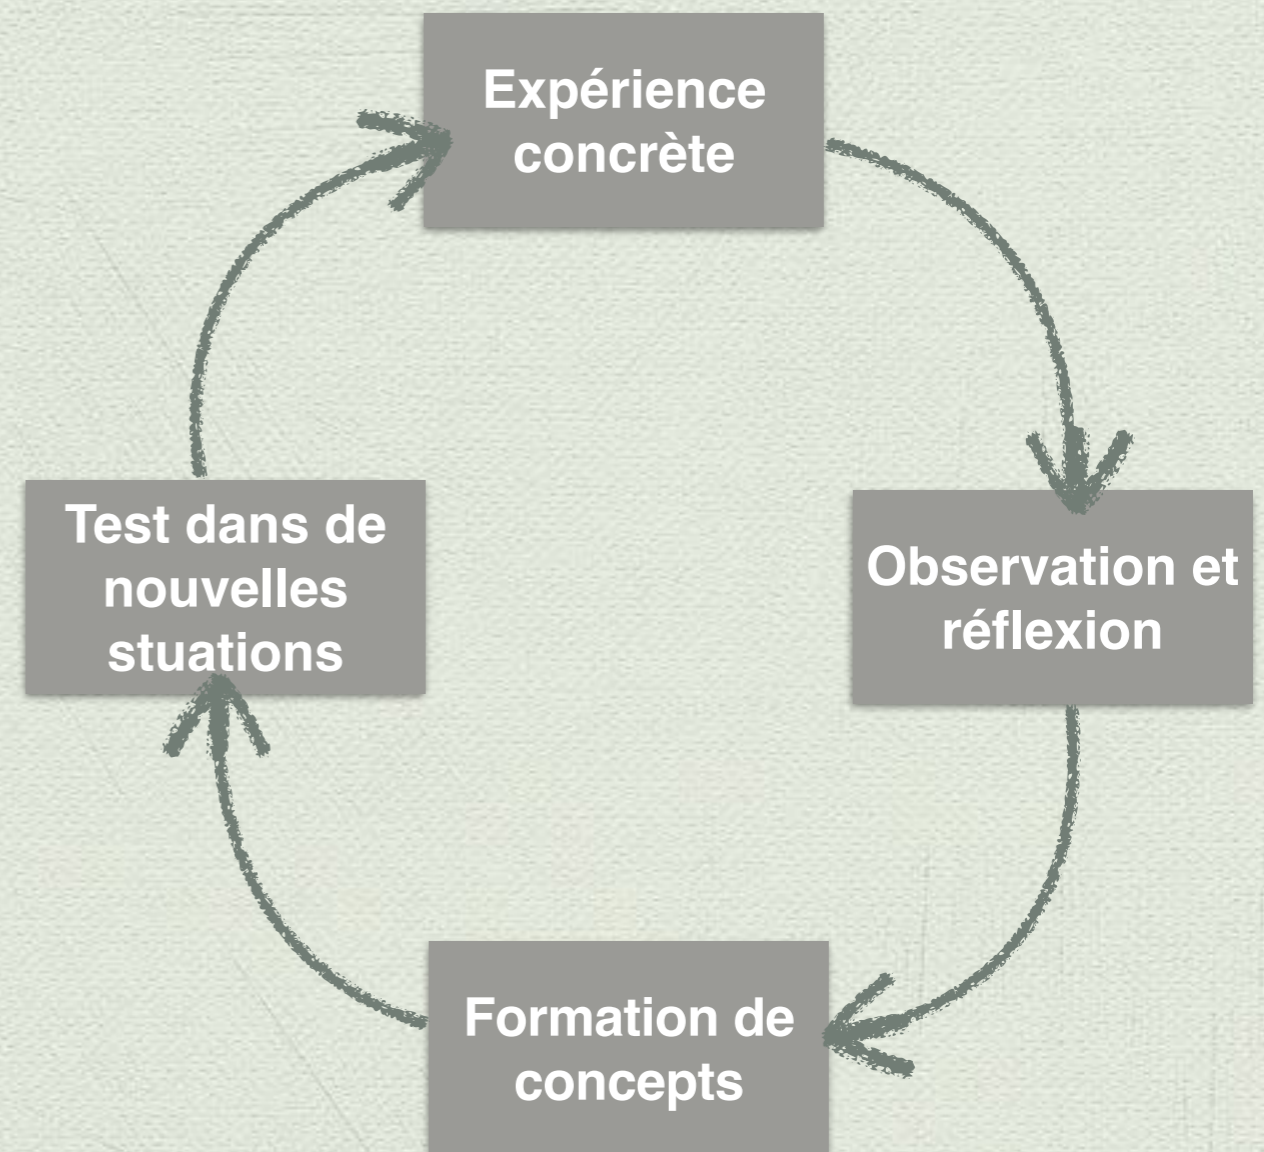 Expérience
concrète
Observation et
réflexion
Formation de
concepts
Test dans de
nouvelles
stuations